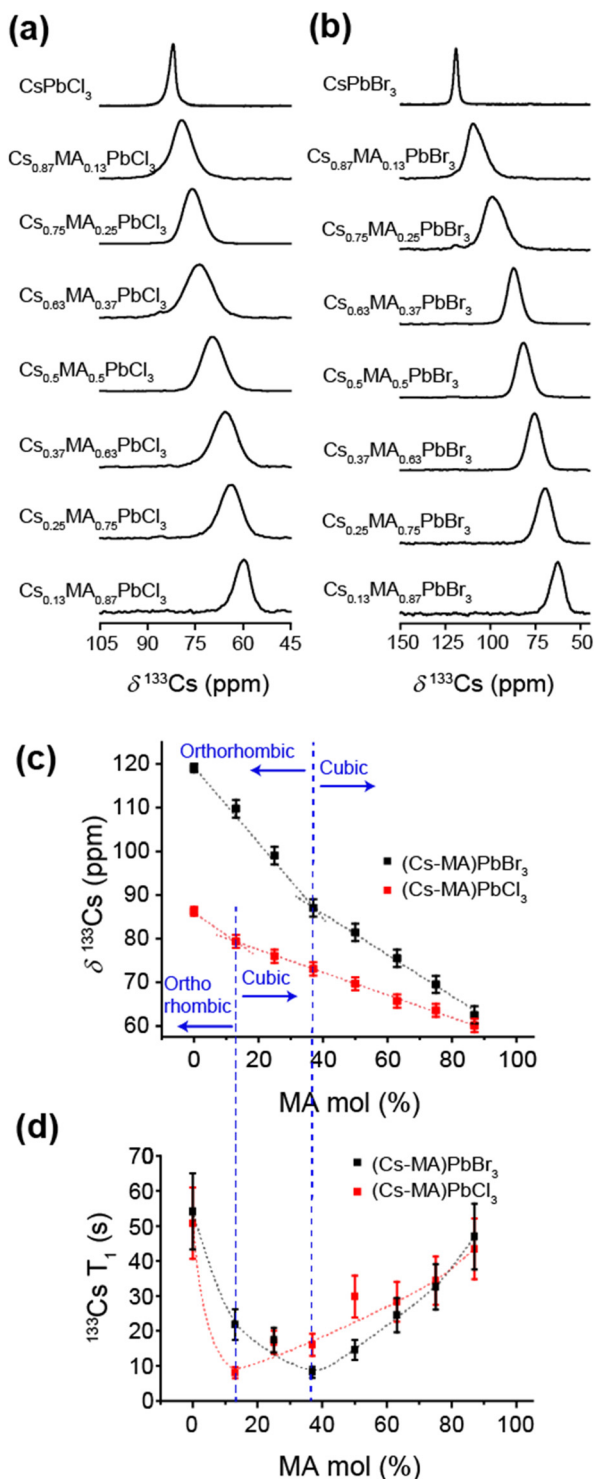 (a)
CsPbCl₃
Cs₀.₈₇MA₀.₁₃PbCl₃
Cs₀.₇₅MA₀.₂₅PbCl₃
Cs₀.₆₃MA₀.₃₇PbCl₃
Cs₀.₅MA₀.₅PbCl₃
Cs₀.₃₇MA₀.₆₃PbCl₃
Cs₀.₂₅MA₀.₇₅PbCl₃
Cs₀.₁₃MA₀.₈₇PbCl₃
105 90 75 60 45
δ ¹³³Cs (ppm)
(b)
CsPbBr₃
Cs₀.₈₇MA₀.₁₃PbBr₃
Cs₀.₇₅MA₀.₂₅PbBr₃
Cs₀.₆₃MA₀.₃₇PbBr₃
Cs₀.₅MA₀.₅PbBr₃
Cs₀.₃₇MA₀.₆₃PbBr₃
Cs₀.₂₅MA₀.₇₅PbBr₃
Cs₀.₁₃MA₀.₈₇PbBr₃
150 125 100 75 50
δ ¹³³Cs (ppm)
(c)
Orthorhombic
Cubic
(Cs-MA)PbBr₃
(Cs-MA)PbCl₃
Ortho
rhombic
Cubic
δ ¹³³Cs (ppm)
120
110
100
90
80
70
60
0 20 40 60 80 100
MA mol (%)
(d)
(Cs-MA)PbBr₃
(Cs-MA)PbCl₃
¹³³Cs T₁ (s)
70
60
50
40
30
20
10
0
0 20 40 60 80 100
MA mol (%)